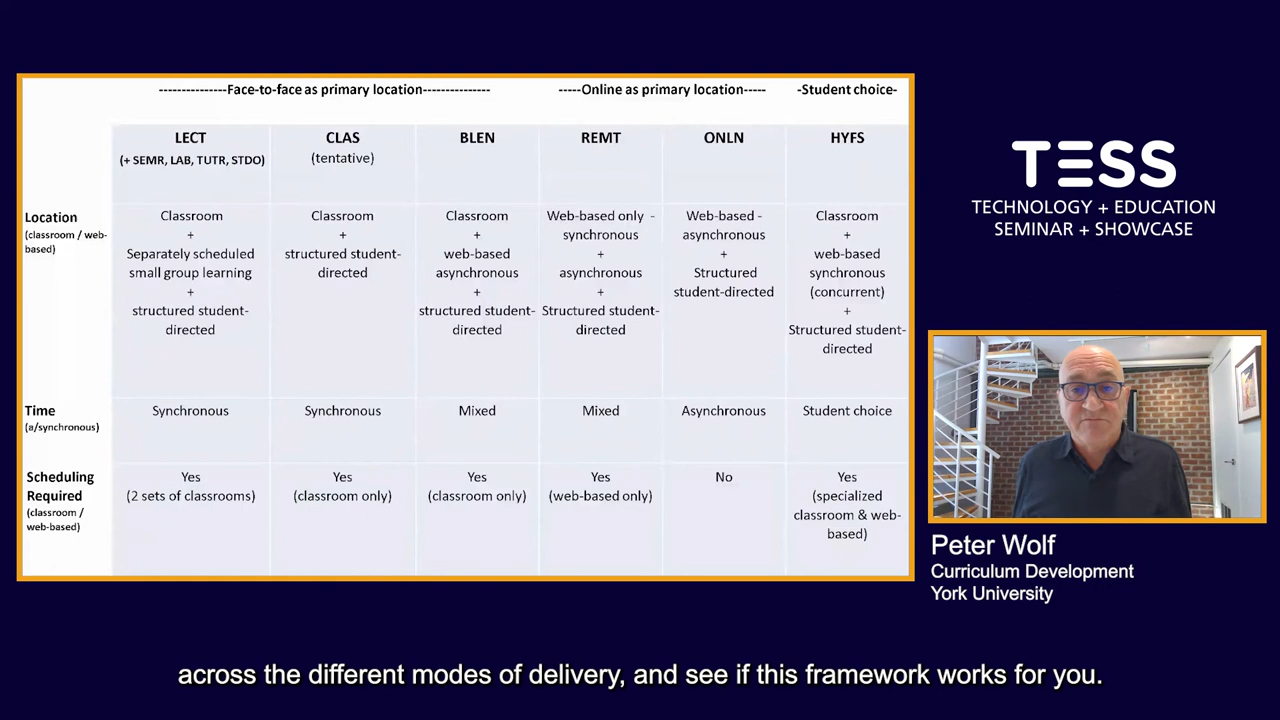 ---------------Face-to-face as primary location--------------- -----Online as primary location----- -Student choice-
LECT
(+ SEMR, LAB, TUTR, STDO)
CLAS
(tentative)
BLEN
REMT
ONLN
HYFS
Location
(classroom / web-
based)
Classroom
+
Separately scheduled
small group learning
+
structured student-
directed
Classroom
+
structured student-
directed
Classroom
+
web-based
asynchronous
+
structured student-
directed
Web-based only -
synchronous
+
asynchronous
+
Structured student-
directed
Web-based -
asynchronous
+
Structured
student-directed
Classroom
+
web-based
synchronous
(concurrent)
+
Structured student-
directed
Time
(a/synchronous)
Synchronous
Synchronous
Mixed
Mixed
Asynchronous
Student choice
Scheduling
Required
(classroom /
web-based)
Yes
(2 sets of classrooms)
Yes
(classroom only)
Yes
(classroom only)
Yes
(web-based only)
No
Yes
(specialized
classroom & web-
based)
TESS
TECHNOLOGY + EDUCATION
SEMINAR + SHOWCASE
Peter Wolf
Curriculum Development
York University
across the different modes of delivery, and see if this framework works for you.